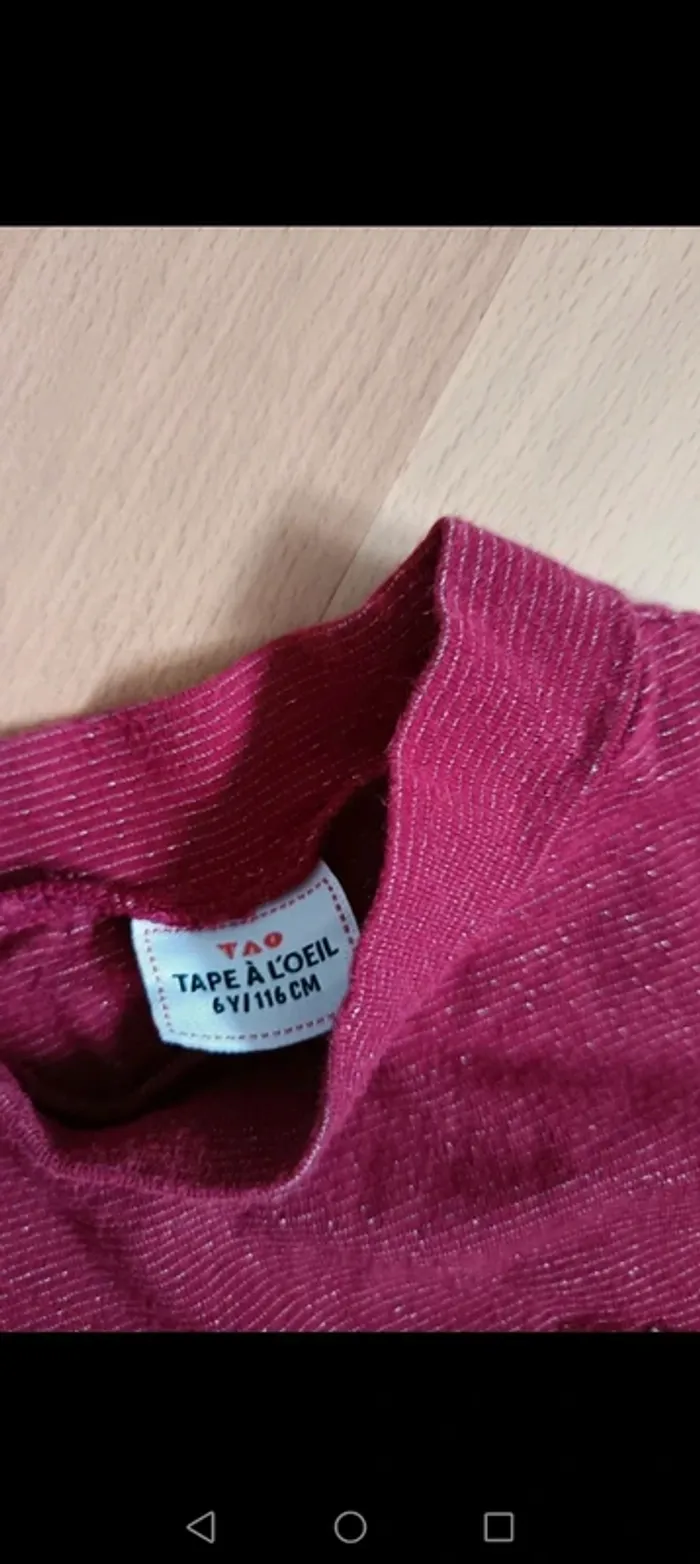 TAO
TAPE À L'OEIL
6Y/116 CM